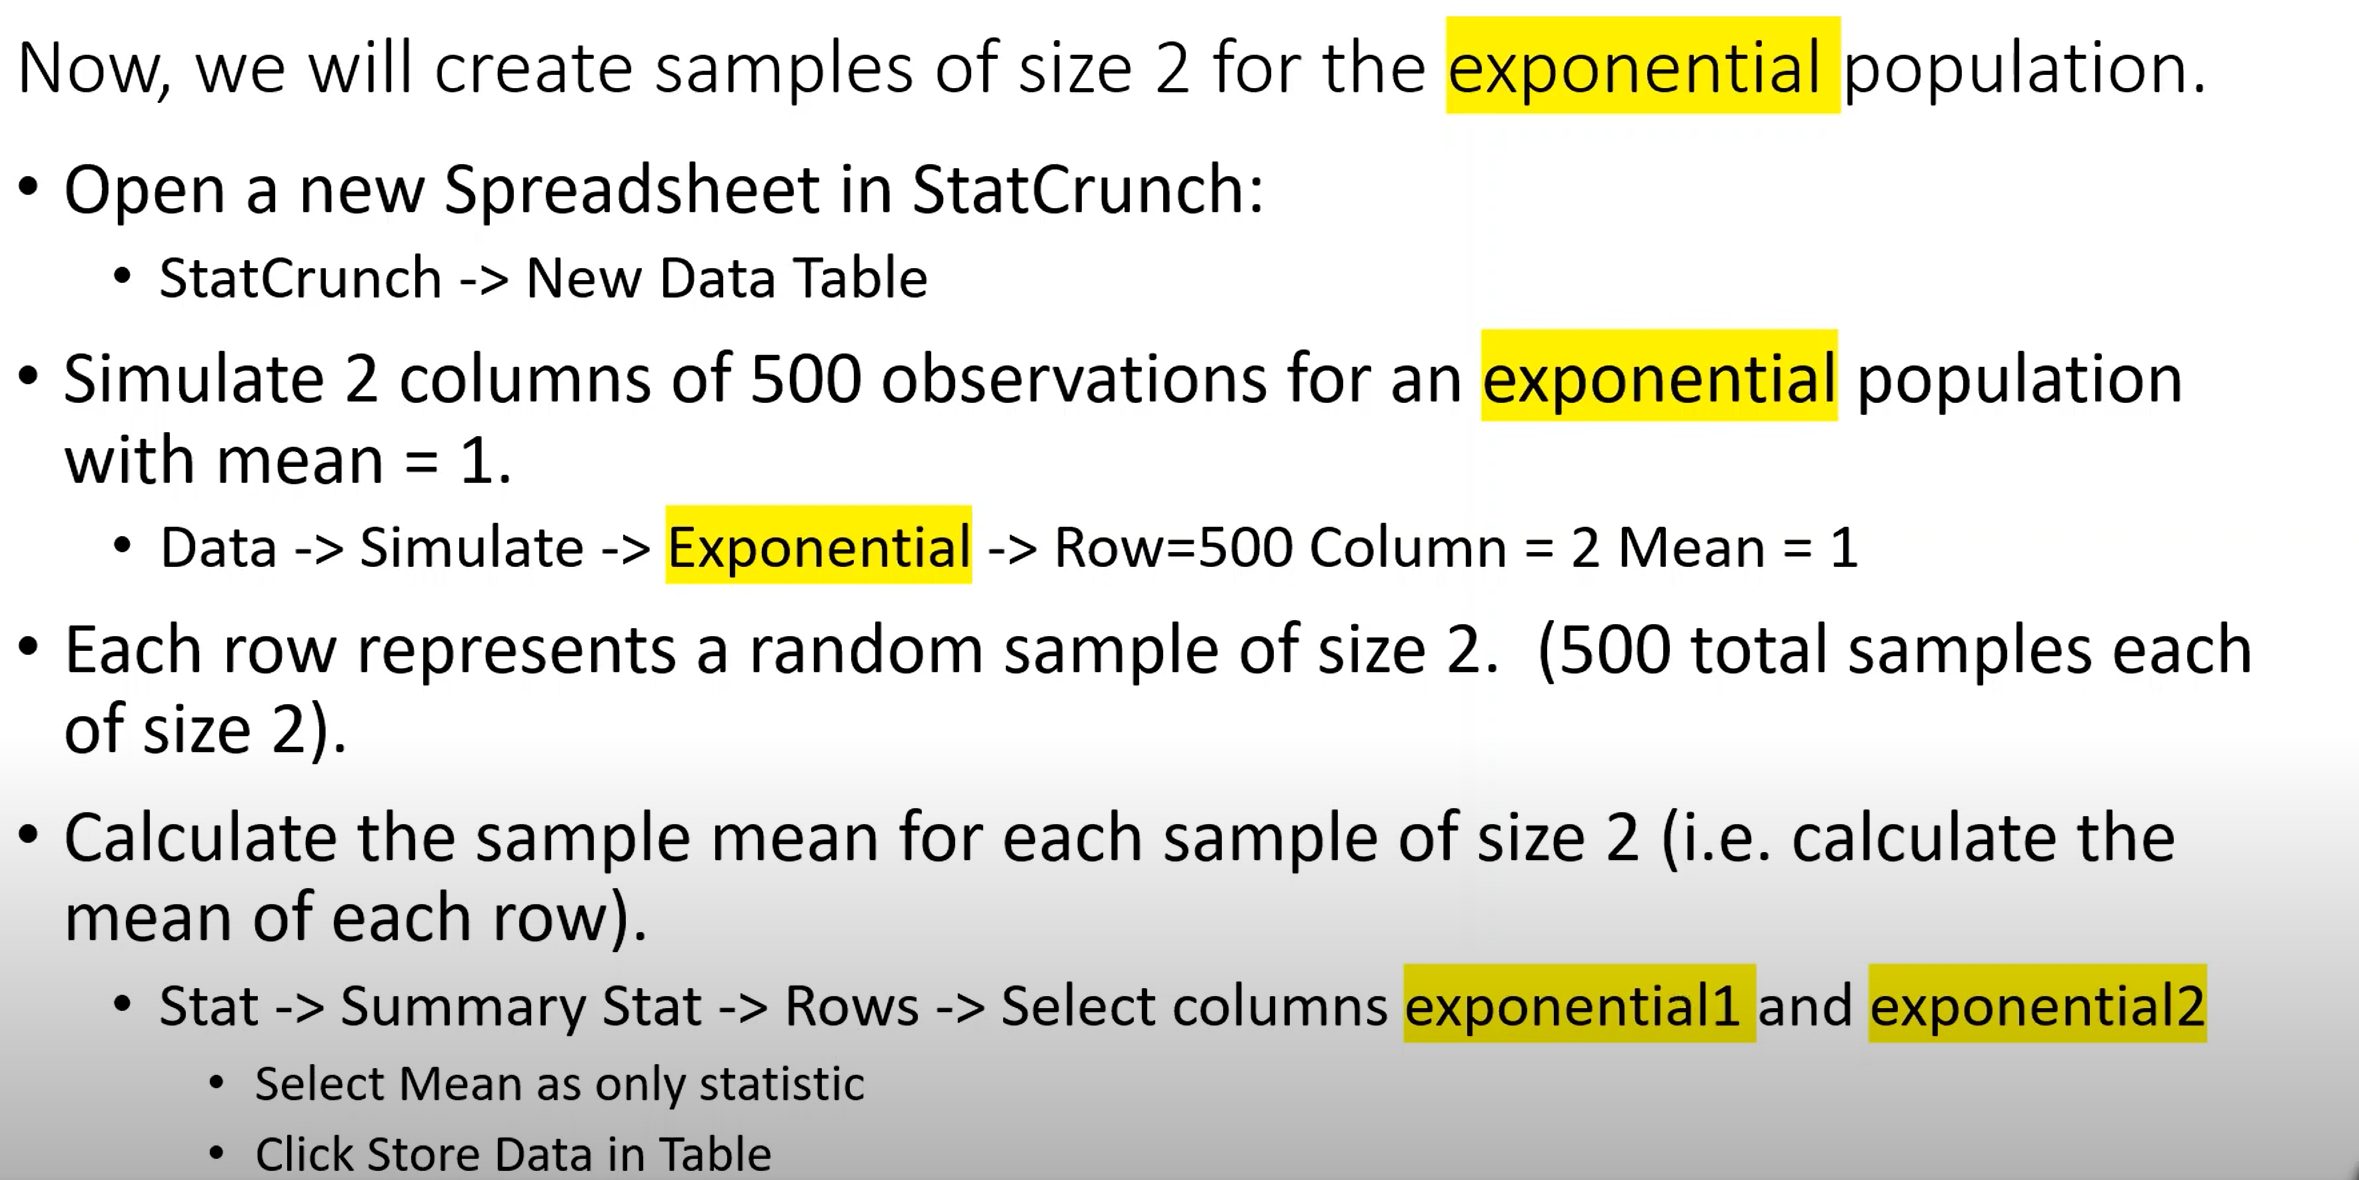 Now, we will create samples of size 2 for the exponential population.
• Open a new Spreadsheet in StatCrunch:
• StatCrunch -> New Data Table
• Simulate 2 columns of 500 observations for an exponential population
with mean = 1.
• Data -> Simulate -> Exponential -> Row=500 Column = 2 Mean = 1
• Each row represents a random sample of size 2.  (500 total samples each
of size 2).
• Calculate the sample mean for each sample of size 2 (i.e. calculate the
mean of each row).
• Stat -> Summary Stat -> Rows -> Select columns exponential1 and exponential2
• Select Mean as only statistic
• Click Store Data in Table